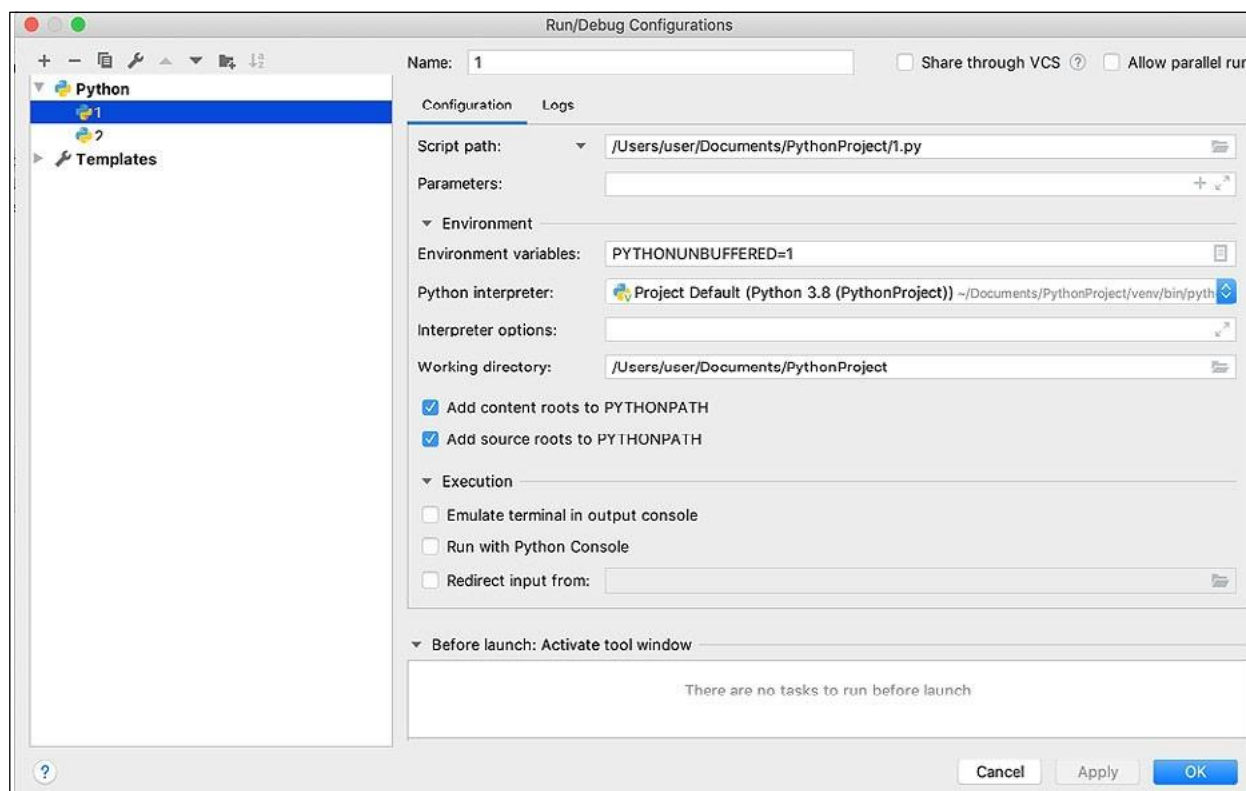 Run/Debug Configurations
Name: 1
Share through VCS ? Allow parallel run
Python
1
2
Templates
Configuration Logs
Script path: /Users/user/Documents/PythonProject/1.py
Parameters:
Environment
Environment variables: PYTHONUNBUFFERED=1
Python interpreter: Project Default (Python 3.8 (PythonProject)) ~/Documents/PythonProject/venv/bin/pyth
Interpreter options:
Working directory: /Users/user/Documents/PythonProject
Add content roots to PYTHONPATH
Add source roots to PYTHONPATH
Execution
Emulate terminal in output console
Run with Python Console
Redirect input from:
Before launch: Activate tool window
There are no tasks to run before launch
? Cancel Apply OK